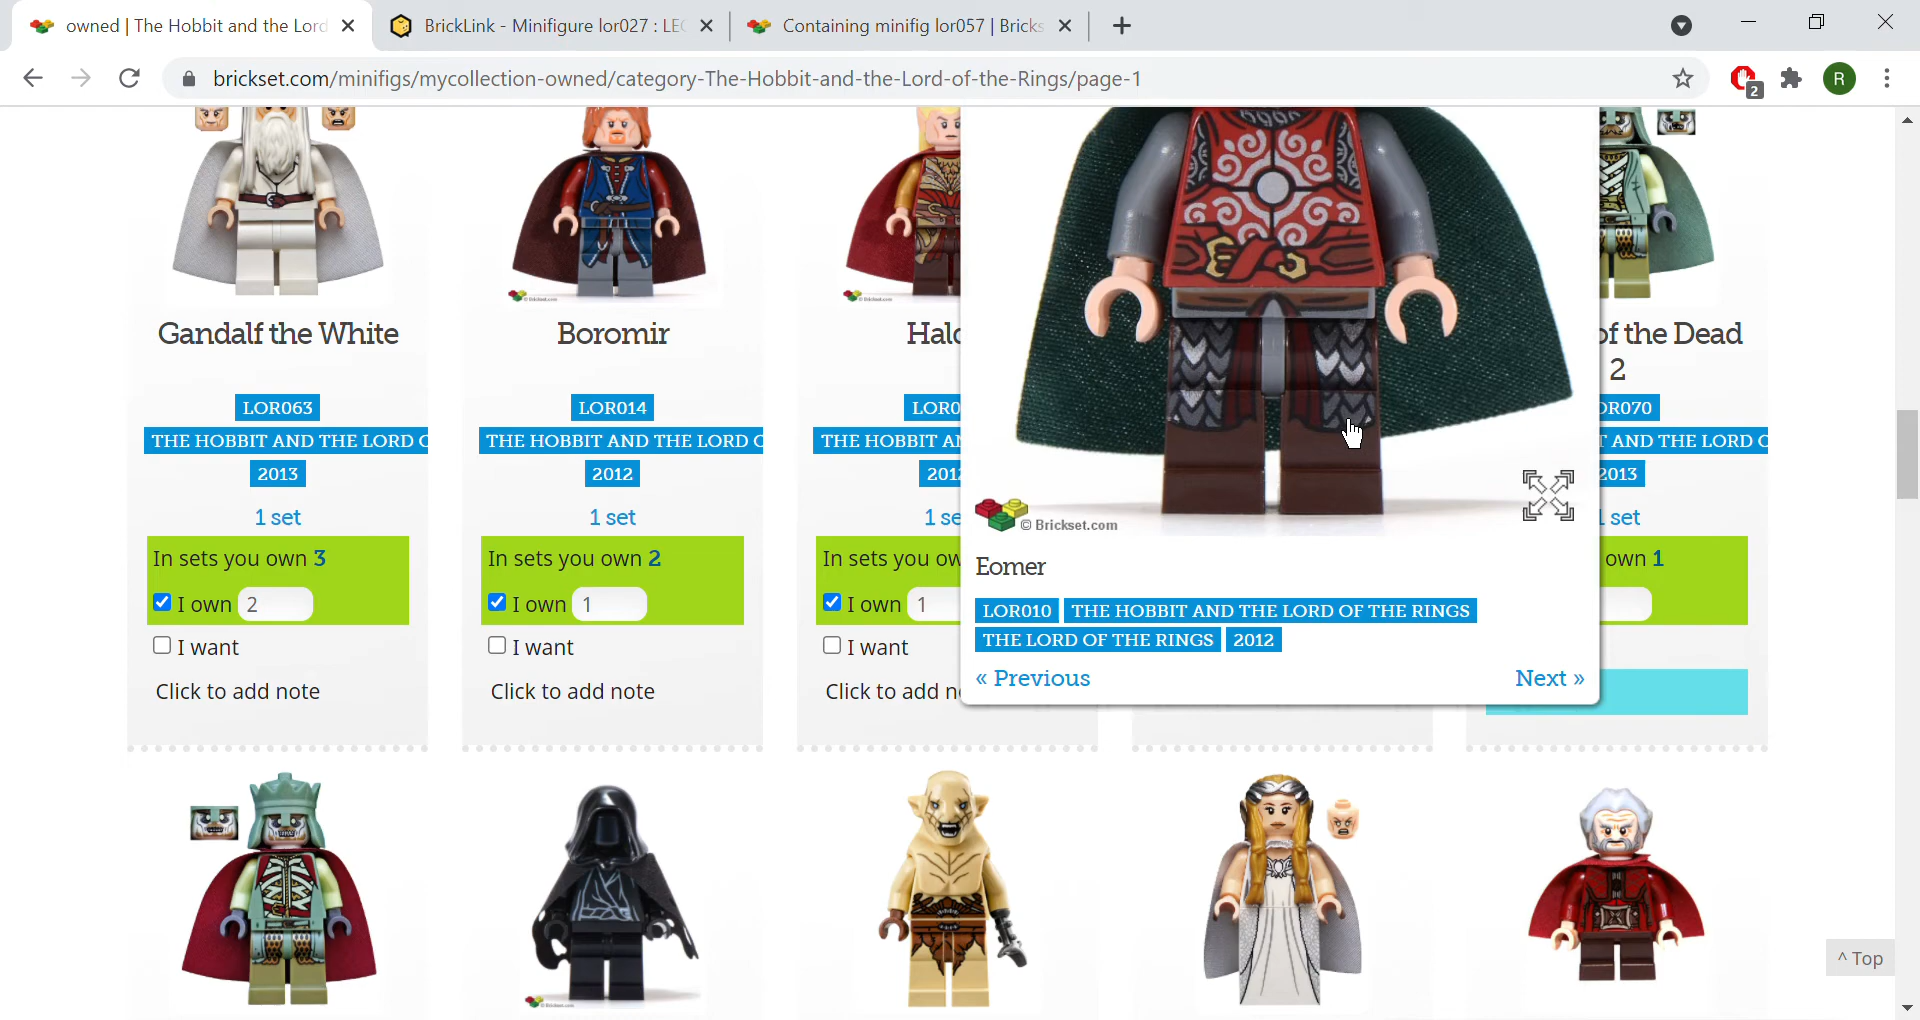 owned | The Hobbit and the Lord
BrickLink - Minifigure lor027 : LEG
Containing minifig lor057 | Bricks
brickset.com/minifigs/mycollection-owned/category-The-Hobbit-and-the-Lord-of-the-Rings/page-1
2
R
Gandalf the White
Boromir
Hald
of the Dead
2
LOR063
LOR014
LOR0
OR070
THE HOBBIT AND THE LORD O
THE HOBBIT AND THE LORD O
THE HOBBIT AN
T AND THE LORD O
2013
2012
2012
2013
1 set
1 set
1 se
1 set
In sets you own 3
In sets you own 2
In sets you ow
own 1
I own 2
I own 1
I own 1
I want
I want
I want
Click to add note
Click to add note
Click to add n
© Brickset.com
Eomer
LOR010 THE HOBBIT AND THE LORD OF THE RINGS
THE LORD OF THE RINGS 2012
« Previous
Next »
^ Top